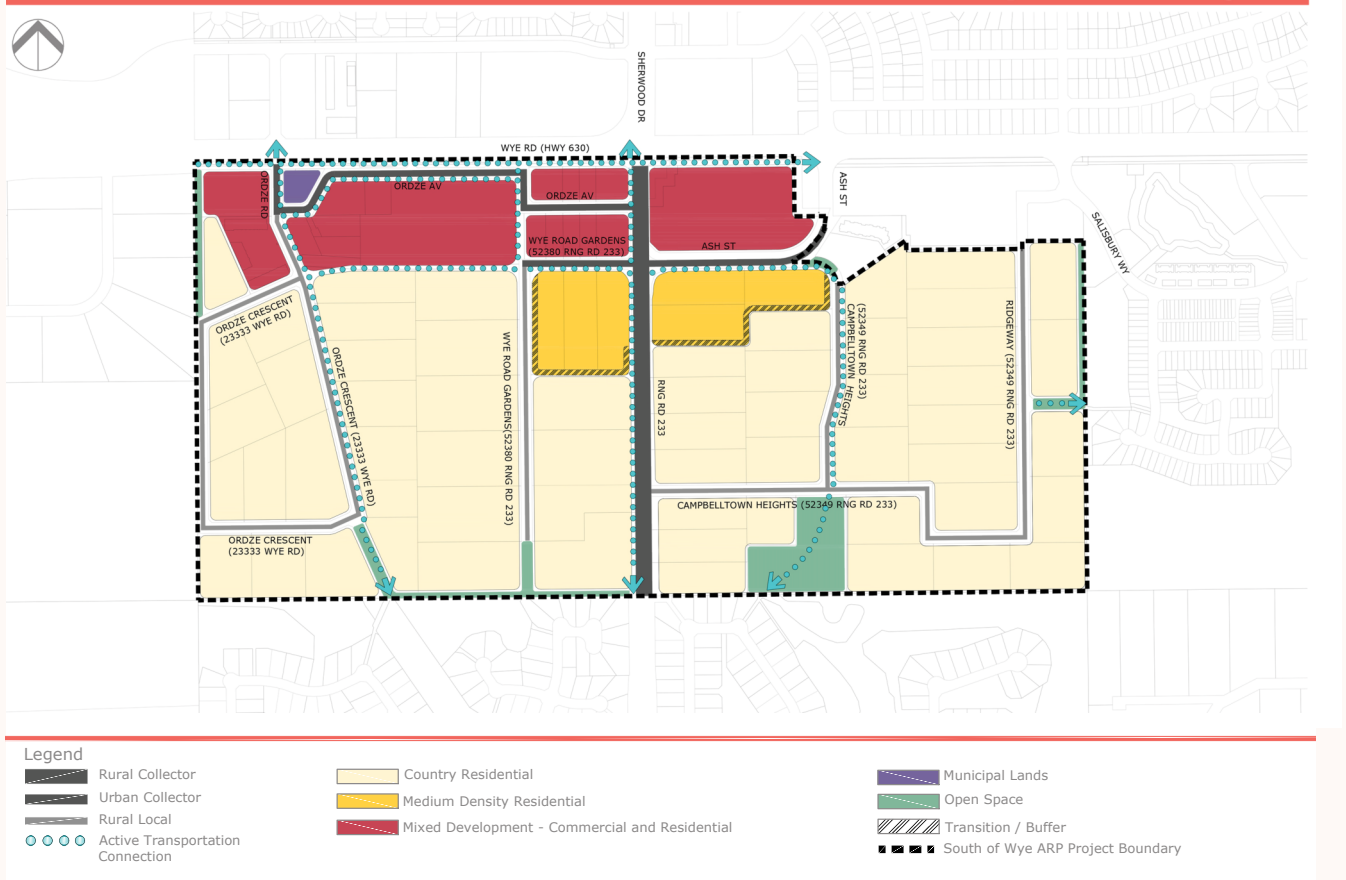 SHERWOOD DR
WYE RD (HWY 630)
ORDZE RD
ORDZE AV
ORDZE AV
ASH ST
WYE ROAD GARDENS
(52380 RNG RD 233)
ASH ST
SALISBURY WY
ORDZE CRESCENT
(23333 WYE RD)
ORDZE CRESCENT (23333 WYE RD)
WYE ROAD GARDENS(52380 RNG RD 233)
RNG RD 233
CAMPBELLTOWN HEIGHTS
(52349 RNG RD 233)
RIDGEWAY (52349 RNG RD 233)
CAMPBELLTOWN HEIGHTS (52349 RNG RD 233)
ORDZE CRESCENT
(23333 WYE RD)
Legend
Rural Collector
Urban Collector
Rural Local
Active Transportation
Connection
Country Residential
Medium Density Residential
Mixed Development - Commercial and Residential
Municipal Lands
Open Space
Transition / Buffer
South of Wye ARP Project Boundary